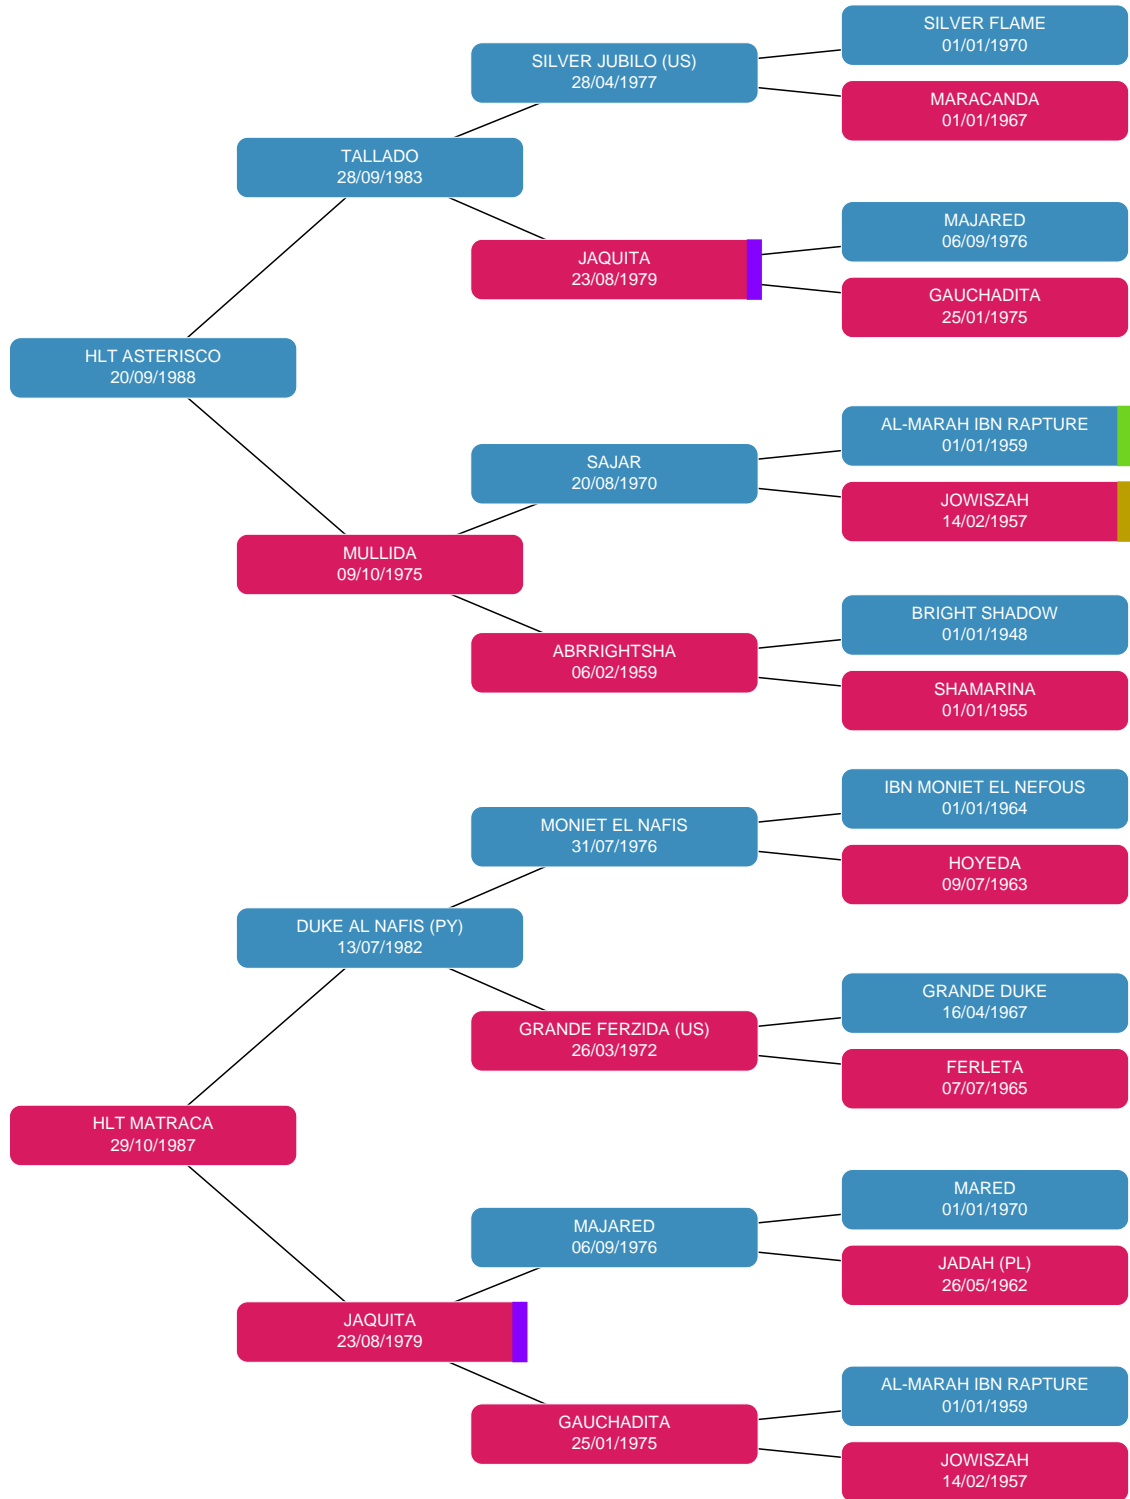 SILVER FLAME
01/01/1970
SILVER JUBILO (US)
28/04/1977
MARACANDA
01/01/1967
TALLADO
28/09/1983
MAJARED
06/09/1976
JAQUITA
23/08/1979
GAUCHADITA
25/01/1975
HLT ASTERISCO
20/09/1988
AL-MARAH IBN RAPTURE
01/01/1959
SAJAR
20/08/1970
JOWISZAH
14/02/1957
MULLIDA
09/10/1975
BRIGHT SHADOW
01/01/1948
ABRRIGHTSHA
06/02/1959
SHAMARINA
01/01/1955
IBN MONIET EL NEFOUS
01/01/1964
MONIET EL NAFIS
31/07/1976
HOYEDA
09/07/1963
DUKE AL NAFIS (PY)
13/07/1982
GRANDE DUKE
16/04/1967
GRANDE FERZIDA (US)
26/03/1972
FERLETA
07/07/1965
HLT MATRACA
29/10/1987
MARED
01/01/1970
MAJARED
06/09/1976
JADAH (PL)
26/05/1962
JAQUITA
23/08/1979
AL-MARAH IBN RAPTURE
01/01/1959
GAUCHADITA
25/01/1975
JOWISZAH
14/02/1957